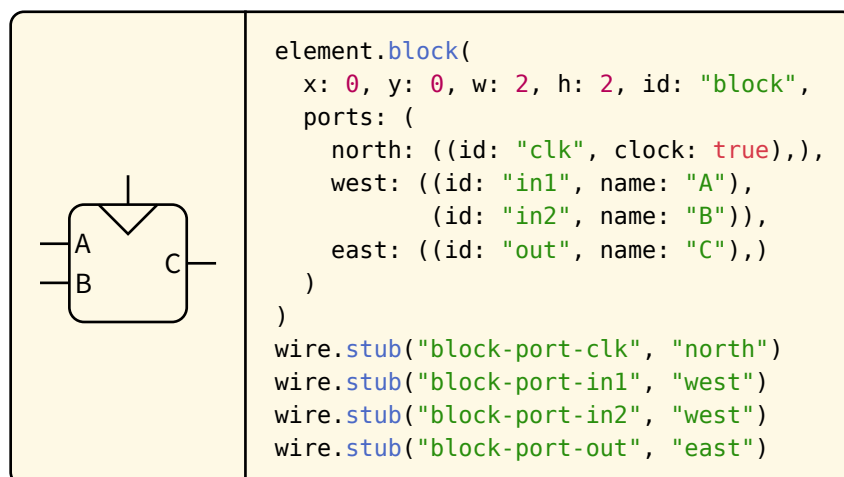 A
B
C
element.block(
  x: 0, y: 0, w: 2, h: 2, id: "block",
  ports: (
    north: ((id: "clk", clock: true),),
    west: ((id: "in1", name: "A"),
           (id: "in2", name: "B")),
    east: ((id: "out", name: "C"),)
  )
)
wire.stub("block-port-clk", "north")
wire.stub("block-port-in1", "west")
wire.stub("block-port-in2", "west")
wire.stub("block-port-out", "east")